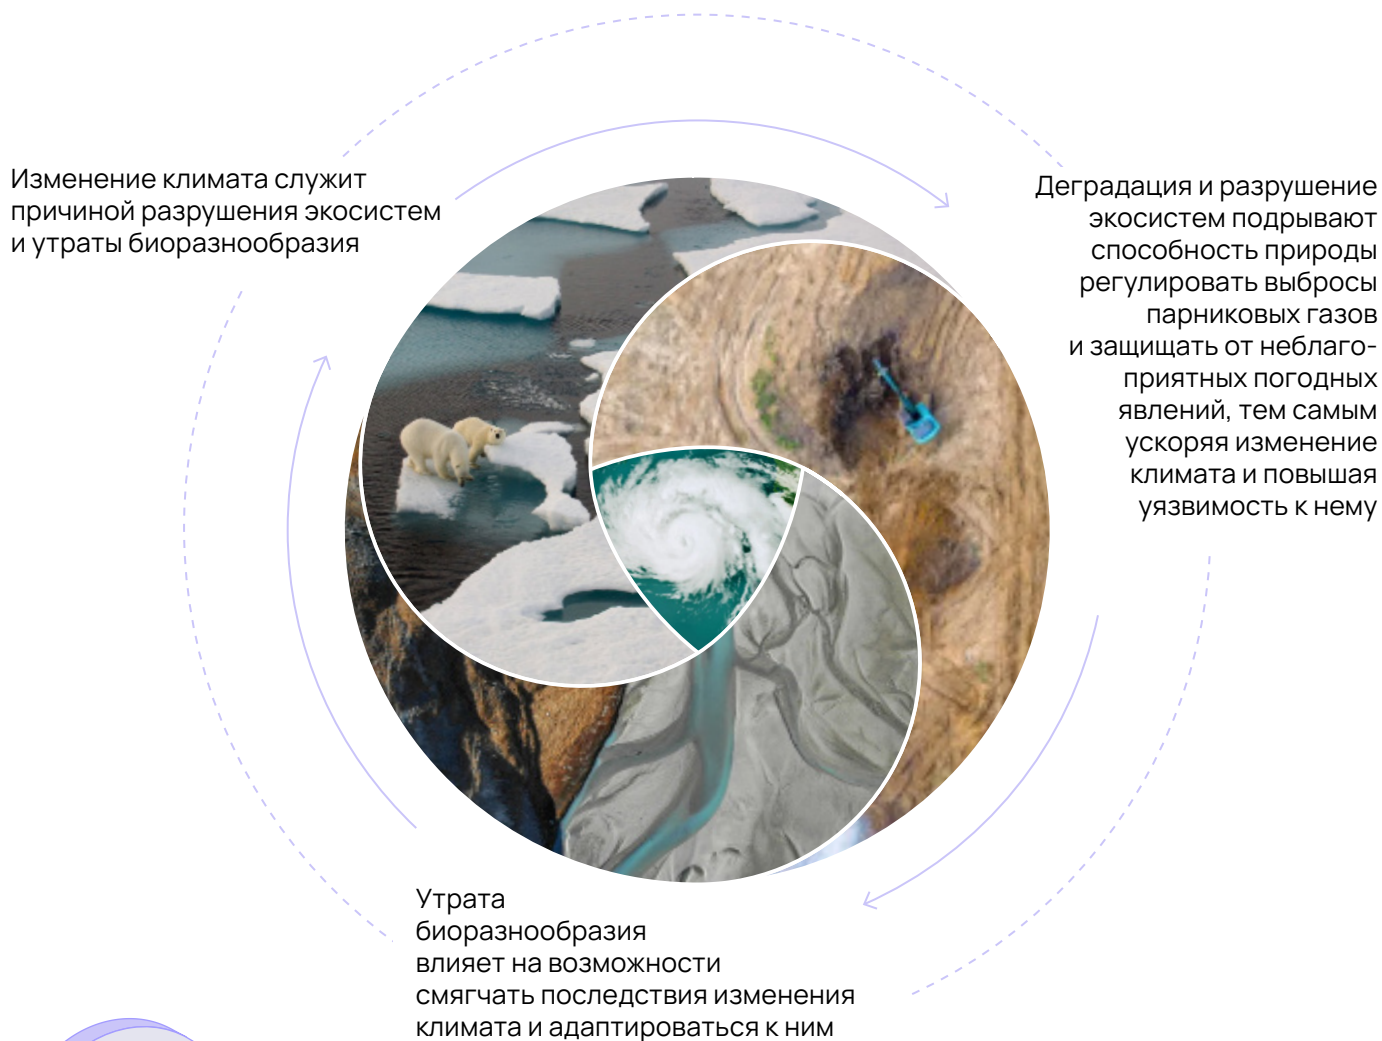 Изменение климата служит
причиной разрушения экосистем
и утраты биоразнообразия
Деградация и разрушение
экосистем подрывают
способность природы
регулировать выбросы
парниковых газов
и защищать от неблаго-
приятных погодных
явлений, тем самым
ускоряя изменение
климата и повышая
уязвимость к нему
Утрата
биоразнообразия
влияет на возможности
смягчать последствия изменения
климата и адаптироваться к ним